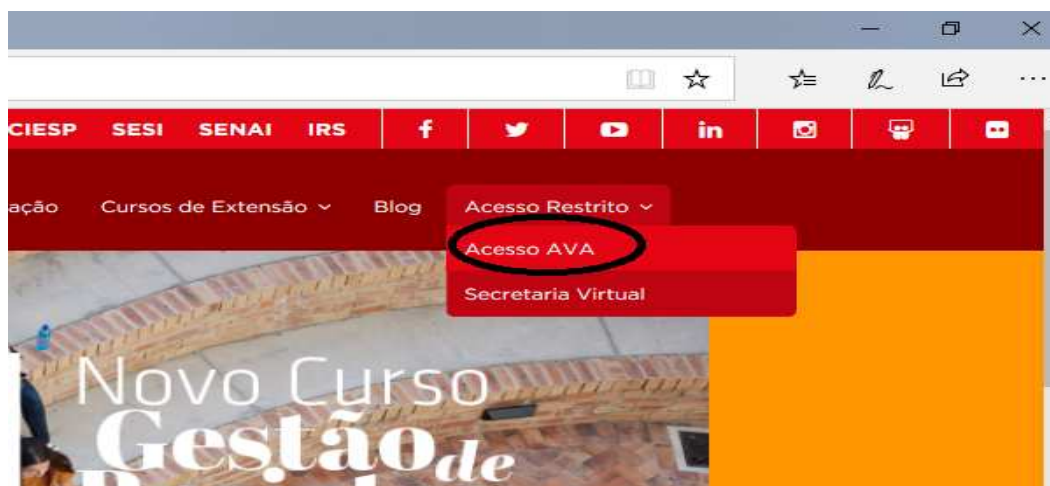 CIESP SESI SENAI IRS
ação Cursos de Extensão Blog Acesso Restrito
Acesso AVA
Secretaria Virtual
Novo Curso
Gestão de